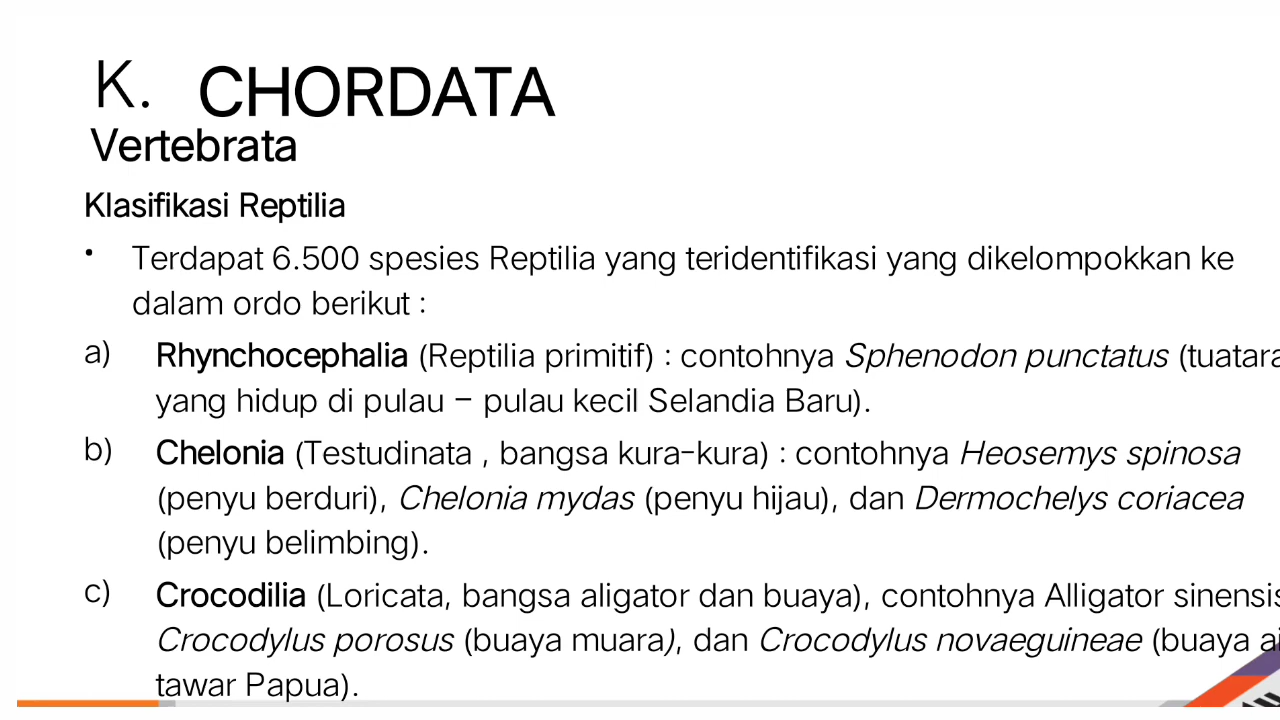 K. CHORDATA
Vertebrata
Klasifikasi Reptilia
• Terdapat 6.500 spesies Reptilia yang teridentifikasi yang dikelompokkan ke
dalam ordo berikut :
a) Rhynchocephalia (Reptilia primitif) : contohnya Sphenodon punctatus (tuatara
yang hidup di pulau – pulau kecil Selandia Baru).
b) Chelonia (Testudinata , bangsa kura-kura) : contohnya Heosemys spinosa
(penyu berduri), Chelonia mydas (penyu hijau), dan Dermochelys coriacea
(penyu belimbing).
c) Crocodilia (Loricata, bangsa aligator dan buaya), contohnya Alligator sinensis
Crocodylus porosus (buaya muara), dan Crocodylus novaeguineae (buaya ai
tawar Papua).